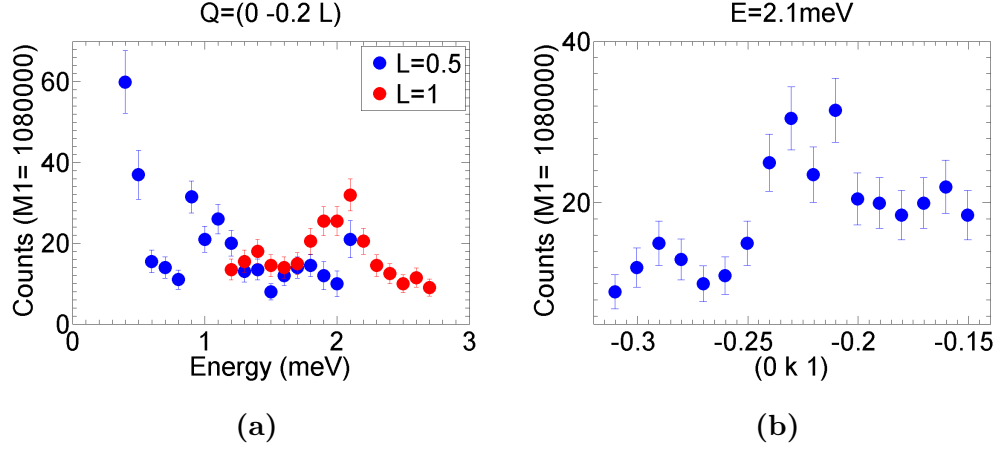 Q=(0 -0.2 L)
Counts (M1= 1080000)
60
40
20
0
L=0.5
L=1
0
1
2
3
Energy (meV)
(a)
E=2.1meV
Counts (M1= 1080000)
40
20
-0.3
-0.25
-0.2
-0.15
(0 k 1)
(b)